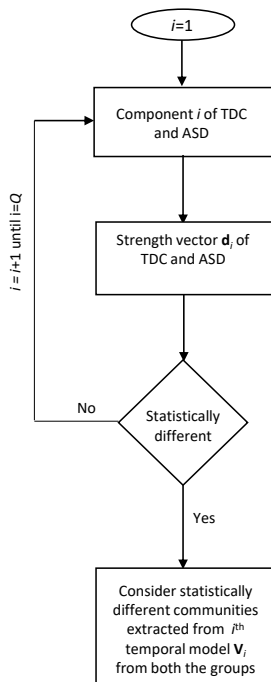 i=1
Component i of TDC
and ASD
i = i+1 until i=Q
Strength vector d_i of
TDC and ASD
No
Statistically
different
Yes
Consider statistically
different communities
extracted from i^th
temporal model V_i
from both the groups